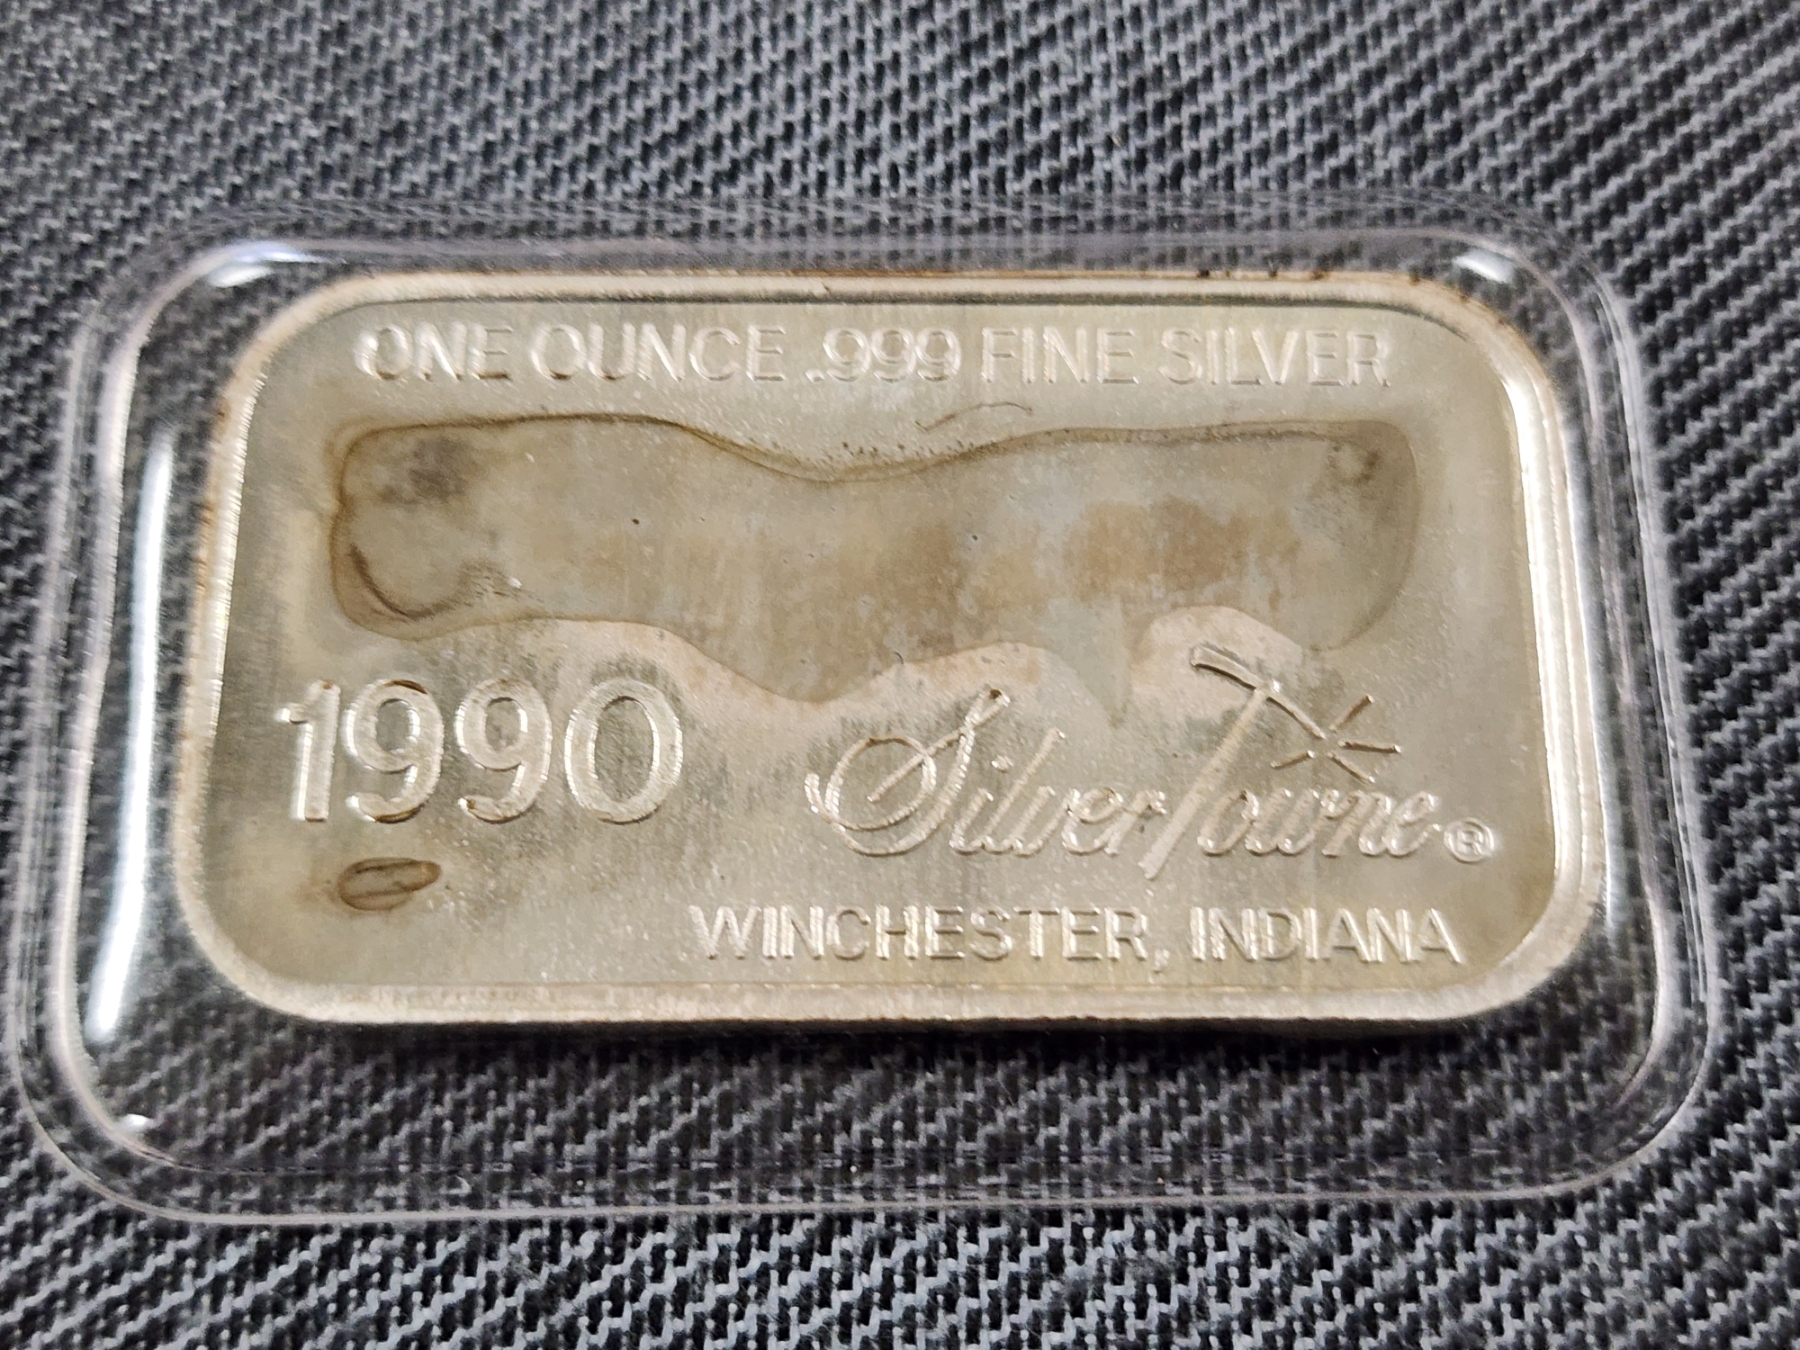 ONE OUNCE .999 FINE SILVER
1990 SilverTowne®
WINCHESTER, INDIANA